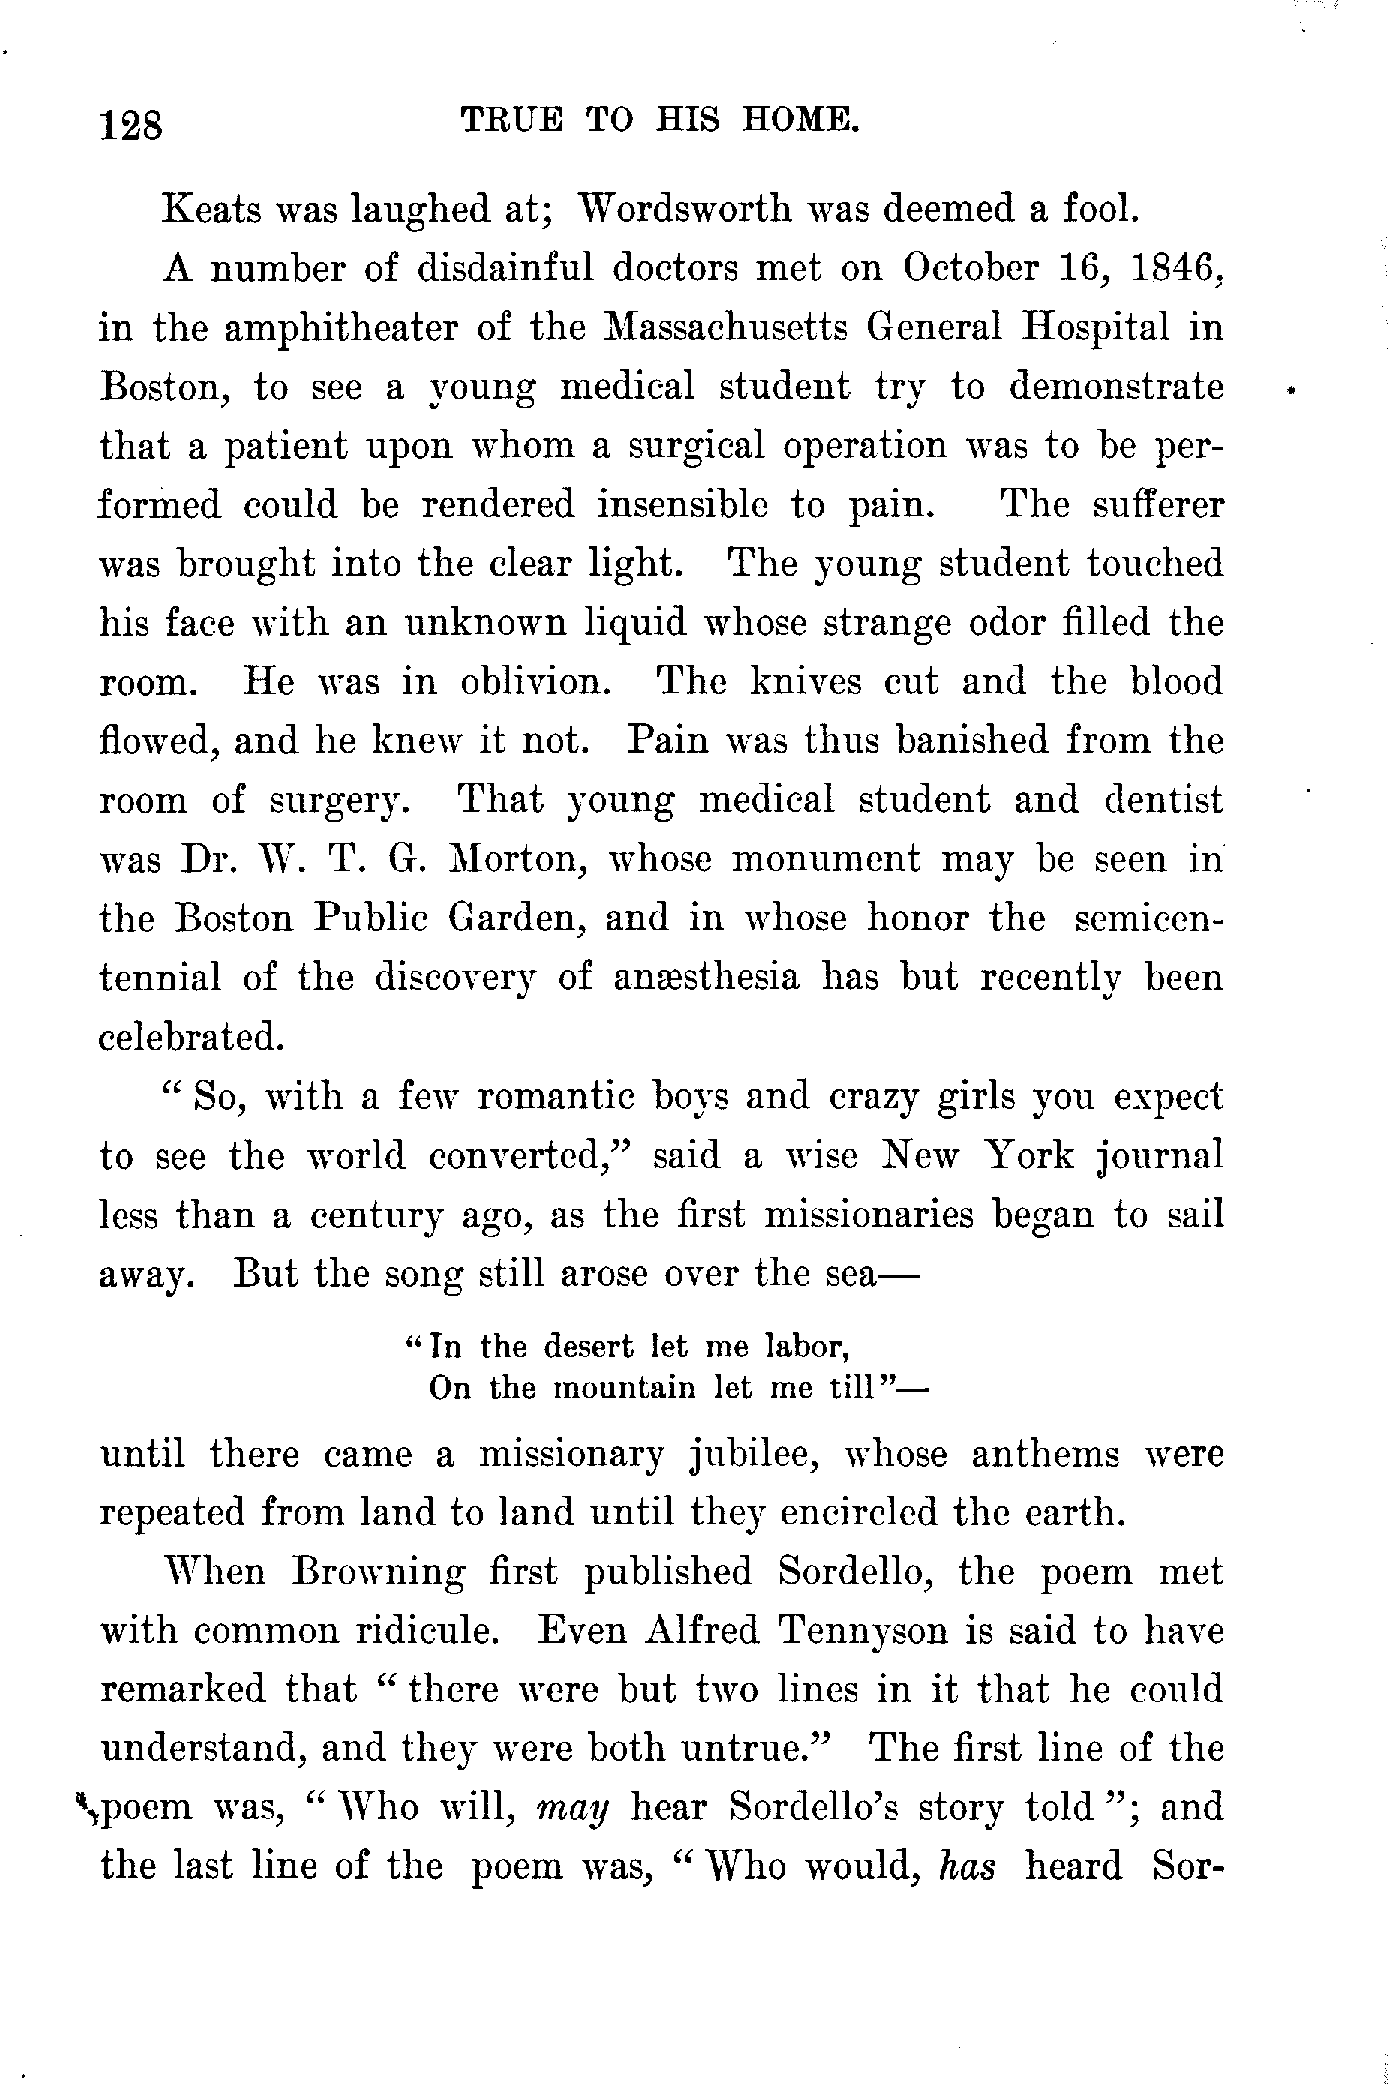 128 TRUE TO HIS HOME.
Keats was laughed at; Wordsworth was deemed a fool.
A number of disdainful doctors met on October 16, 1846,
in the amphitheater of the Massachusetts General Hospital in
Boston, to see a young medical student try to demonstrate
that a patient upon whom a surgical operation was to be per-
formed could be rendered insensible to pain. The sufferer
was brought into the clear light. The young student touched
his face with an unknown liquid whose strange odor filled the
room. He was in oblivion. The knives cut and the blood
flowed, and he knew it not. Pain was thus banished from the
room of surgery. That young medical student and dentist
was Dr. W. T. G. Morton, whose monument may be seen in
the Boston Public Garden, and in whose honor the semicen-
tennial of the discovery of anæsthesia has but recently been
celebrated.
“ So, with a few romantic boys and crazy girls you expect
to see the world converted,” said a wise New York journal
less than a century ago, as the first missionaries began to sail
away. But the song still arose over the sea—
“ In the desert let me labor,
On the mountain let me till ”—
until there came a missionary jubilee, whose anthems were
repeated from land to land until they encircled the earth.
When Browning first published Sordello, the poem met
with common ridicule. Even Alfred Tennyson is said to have
remarked that “ there were but two lines in it that he could
understand, and they were both untrue.” The first line of the
poem was, “ Who will, may hear Sordello’s story told ”; and
the last line of the poem was, “ Who would, has heard Sor-